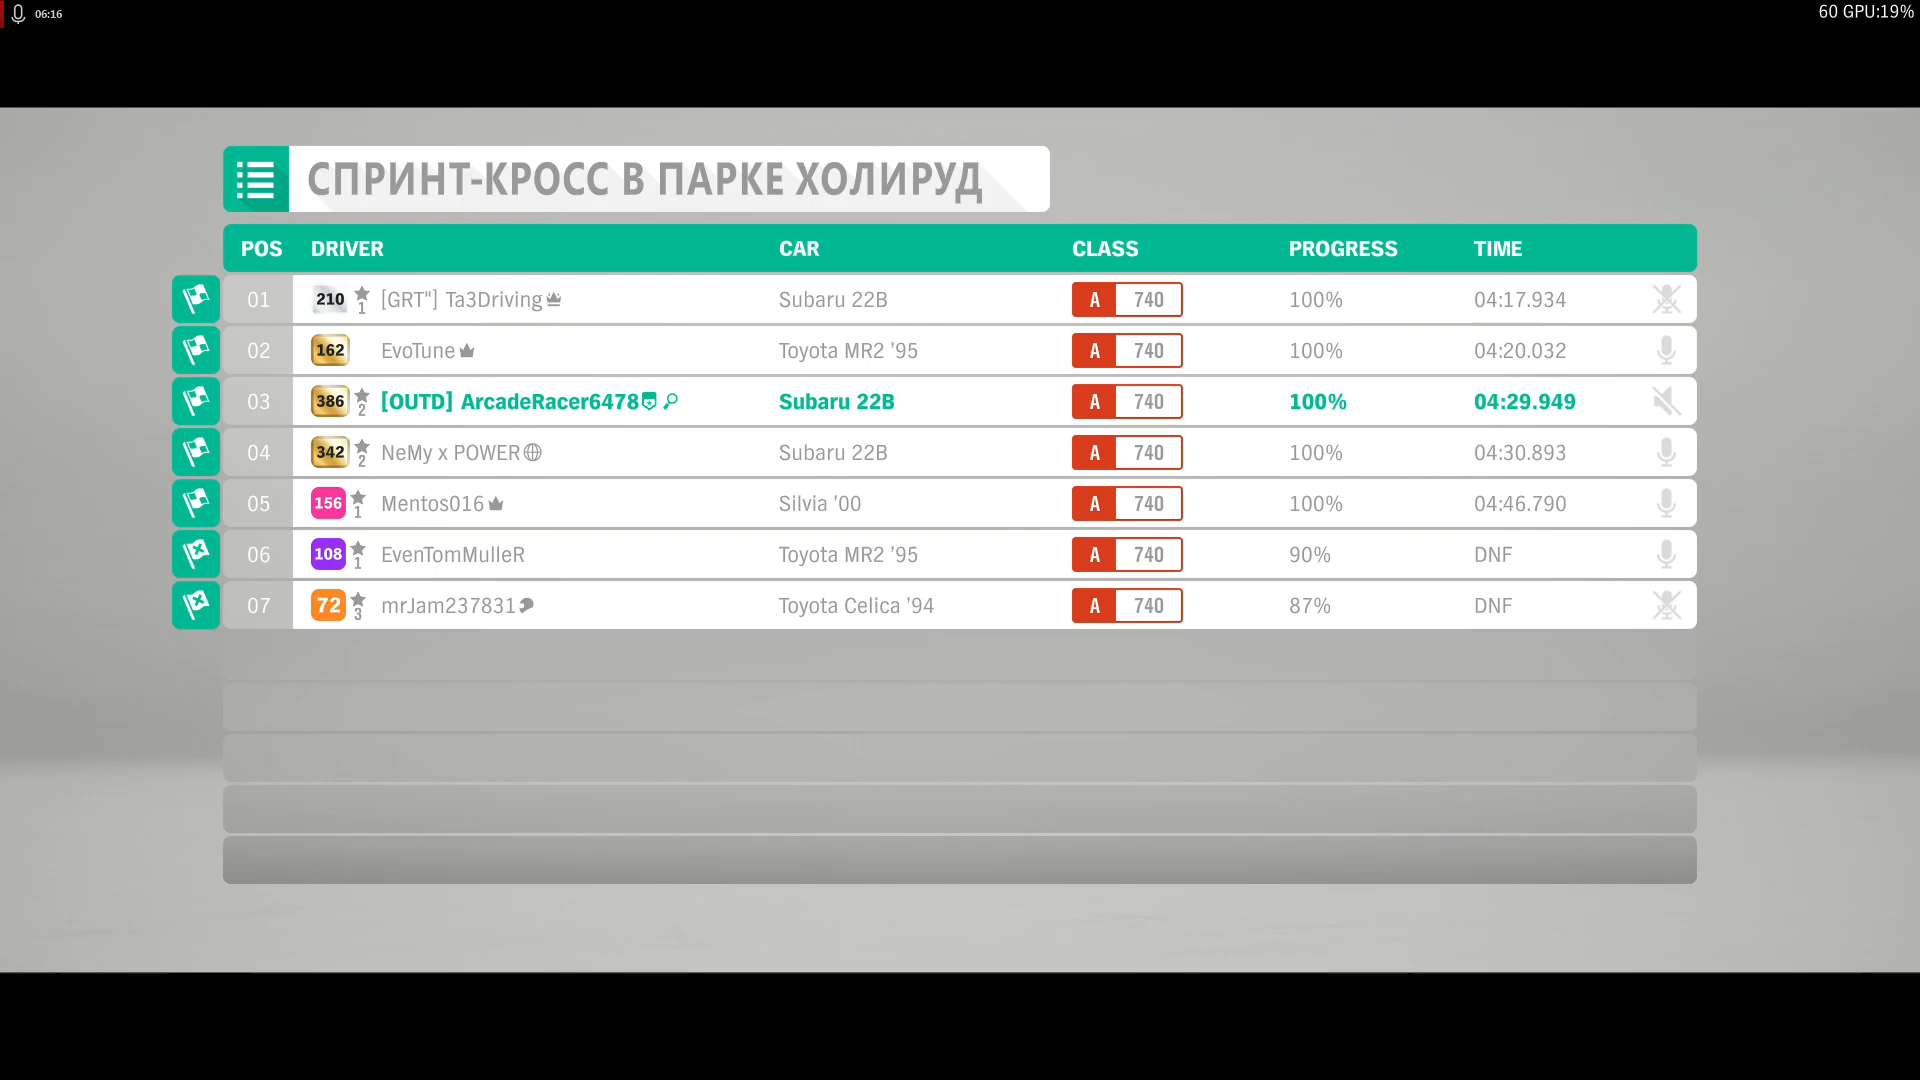 06:16
60 GPU:19%
СПРИНТ-КРОСС В ПАРКЕ ХОЛИРУД
POS DRIVER CAR CLASS PROGRESS TIME
01 210 1 [GRT"] Ta3Driving Subaru 22B A 740 100% 04:17.934
02 162 EvoTune Toyota MR2 '95 A 740 100% 04:20.032
03 386 2 [OUTD] ArcadeRacer6478 Subaru 22B A 740 100% 04:29.949
04 342 2 NeMy x POWER Subaru 22B A 740 100% 04:30.893
05 156 1 Mentos016 Silvia '00 A 740 100% 04:46.790
06 108 1 EvenTomMulleR Toyota MR2 '95 A 740 90% DNF
07 72 3 mrJam237831 Toyota Celica '94 A 740 87% DNF